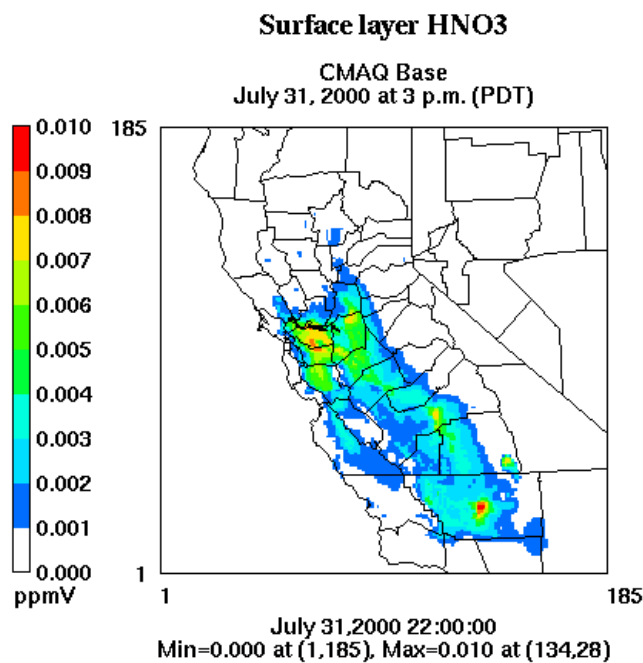 Surface layer HNO3
CMAQ Base
July 31, 2000 at 3 p.m. (PDT)
0.010
0.009
0.008
0.007
0.006
0.005
0.004
0.003
0.002
0.001
0.000
ppmV
185
1
1
185
July 31,2000 22:00:00
Min=0.000 at (1,185), Max=0.010 at (134,28)